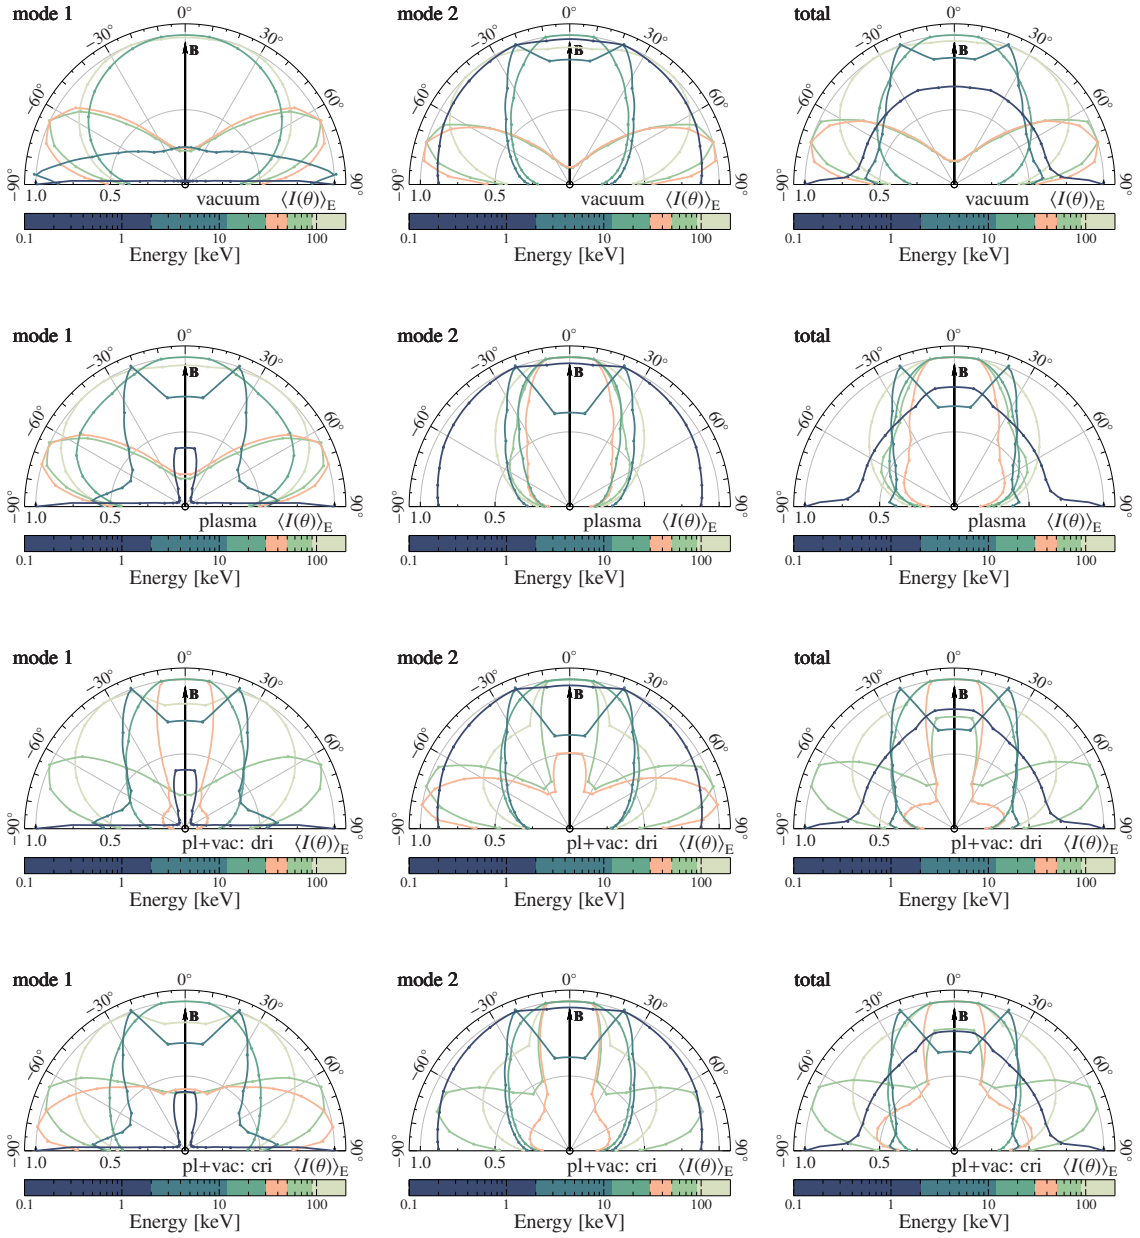 mode 1 mode 2 total
0° 0° 0°
−30° 30° −30° 30° −30° 30°
B B B
−60° 60° −60° 60° −60° 60°
−90° 90° −90° 90° −90° 90°
1.0 0.5 vacuum ⟨I(θ)⟩E 1.0 0.5 vacuum ⟨I(θ)⟩E 1.0 0.5 vacuum ⟨I(θ)⟩E
0.1 1 10 100 0.1 1 10 100 0.1 1 10 100
Energy [keV] Energy [keV] Energy [keV]
mode 1 mode 2 total
0° 0° 0°
−30° 30° −30° 30° −30° 30°
B B B
−60° 60° −60° 60° −60° 60°
−90° 90° −90° 90° −90° 90°
1.0 0.5 plasma ⟨I(θ)⟩E 1.0 0.5 plasma ⟨I(θ)⟩E 1.0 0.5 plasma ⟨I(θ)⟩E
0.1 1 10 100 0.1 1 10 100 0.1 1 10 100
Energy [keV] Energy [keV] Energy [keV]
mode 1 mode 2 total
0° 0° 0°
−30° 30° −30° 30° −30° 30°
B B B
−60° 60° −60° 60° −60° 60°
−90° 90° −90° 90° −90° 90°
1.0 0.5 pl+vac: dri ⟨I(θ)⟩E 1.0 0.5 pl+vac: dri ⟨I(θ)⟩E 1.0 0.5 pl+vac: dri ⟨I(θ)⟩E
0.1 1 10 100 0.1 1 10 100 0.1 1 10 100
Energy [keV] Energy [keV] Energy [keV]
mode 1 mode 2 total
0° 0° 0°
−30° 30° −30° 30° −30° 30°
B B B
−60° 60° −60° 60° −60° 60°
−90° 90° −90° 90° −90° 90°
1.0 0.5 pl+vac: cri ⟨I(θ)⟩E 1.0 0.5 pl+vac: cri ⟨I(θ)⟩E 1.0 0.5 pl+vac: cri ⟨I(θ)⟩E
0.1 1 10 100 0.1 1 10 100 0.1 1 10 100
Energy [keV] Energy [keV] Energy [keV]